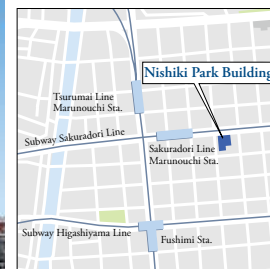 Nishiki Park Building
Tsurumai Line
Marunouchi Sta.
Subway Sakuradori Line
Sakuradori Line
Marunouchi Sta.
Subway Higashiyama Line
Fushimi Sta.